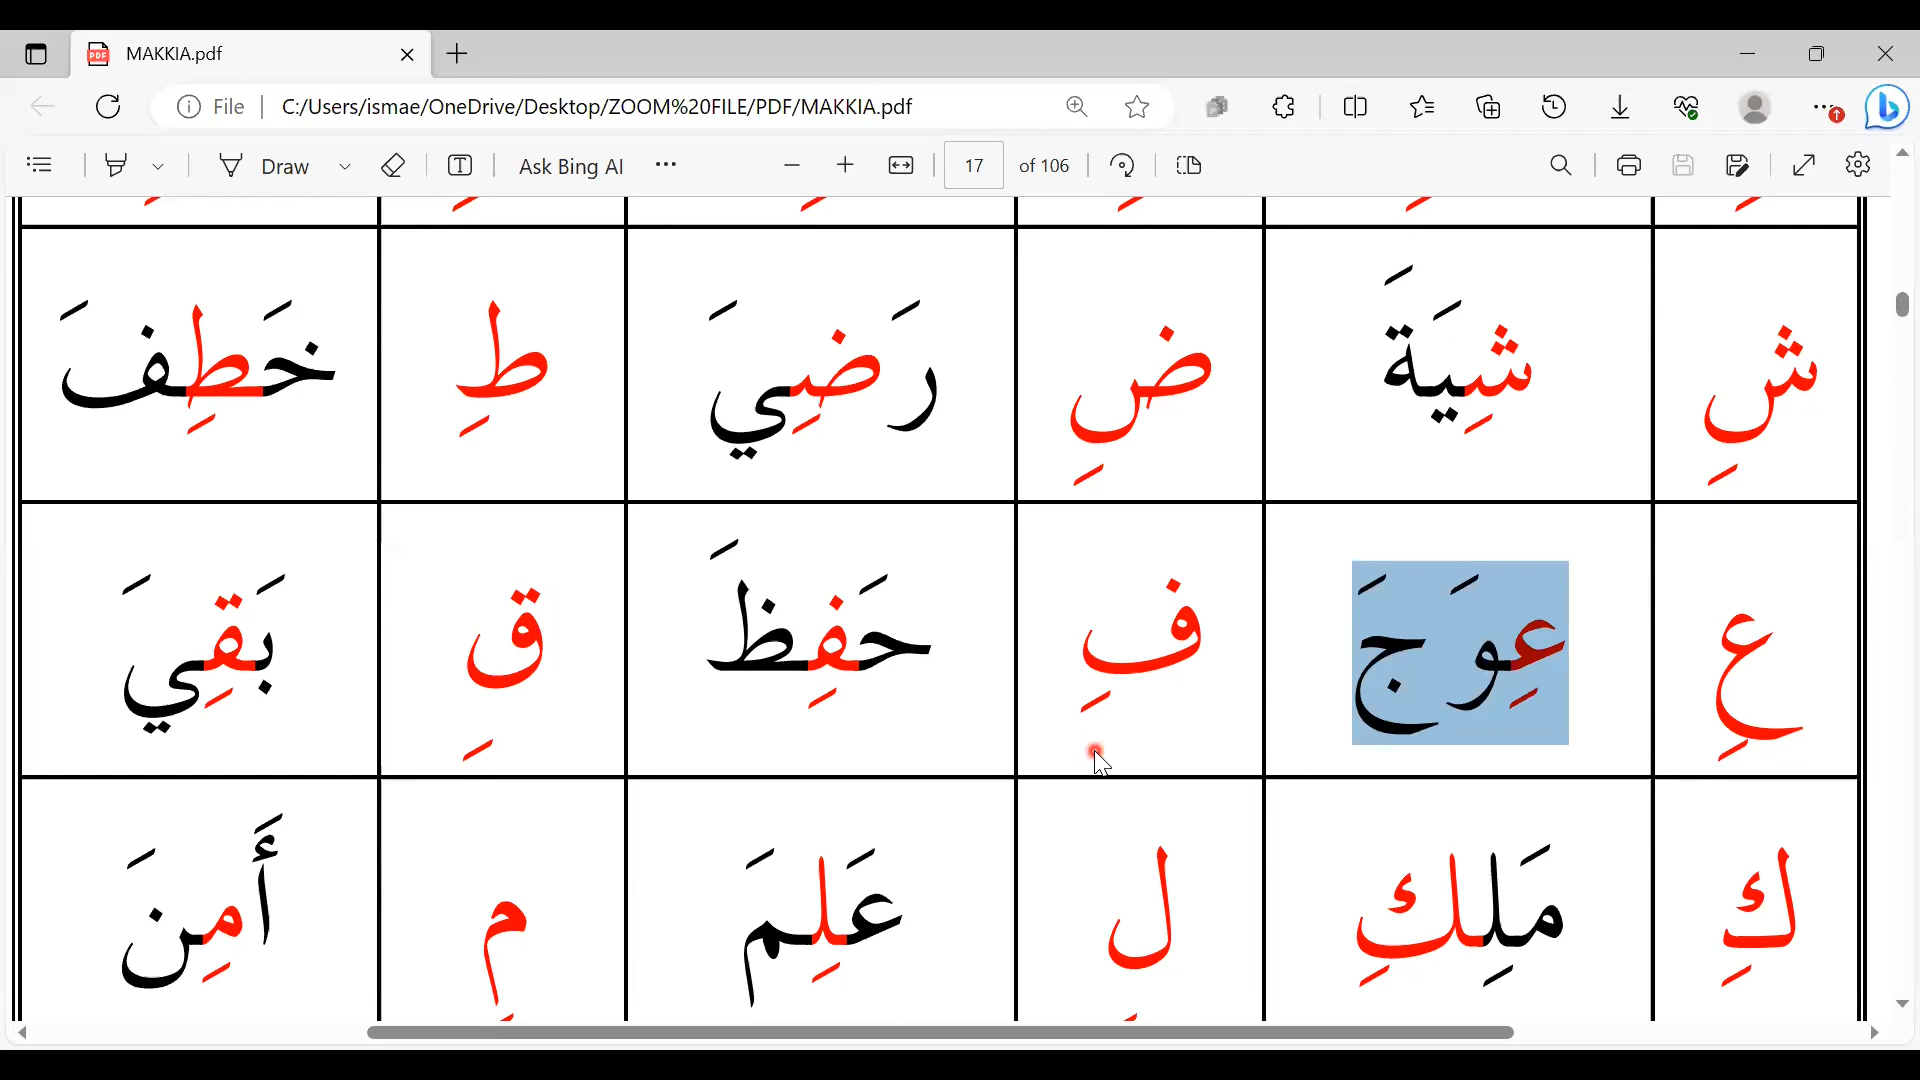 MAKKIA.pdf
File C:/Users/ismae/OneDrive/Desktop/ZOOM%20FILE/PDF/MAKKIA.pdf
Draw Ask Bing AI 17 of 106
شِ شِيَةَ ضِ رَضِيَ طِ خَطِفَ
عِ عِوَجَ فِ حَفِظَ قِ بَقِيَ
كِ مَلِكِ لِ عَلِمَ مِ أَمِنَ